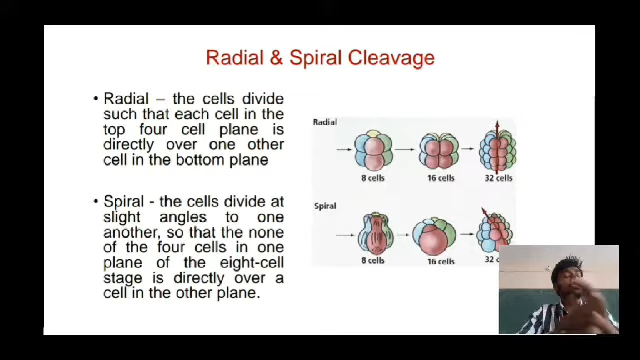 Radial & Spiral Cleavage
• Radial – the cells divide
such that each cell in the
top four cell plane is
directly over one other
cell in the bottom plane
• Spiral - the cells divide at
slight angles to one
another, so that the none
of the four cells in one
plane of the eight-cell
stage is directly over a
cell in the other plane.
Radial
8 cells
16 cells
32 cells
Spiral
8 cells
16 cells
32 c